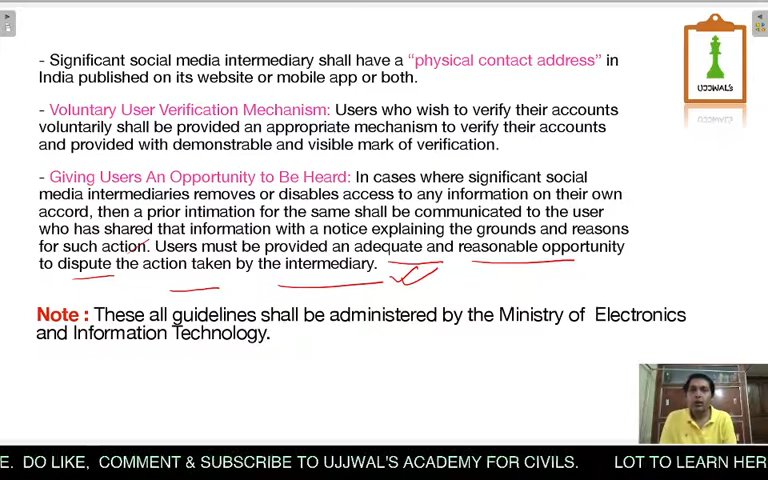 - Significant social media intermediary shall have a “physical contact address” in
India published on its website or mobile app or both.
- Voluntary User Verification Mechanism: Users who wish to verify their accounts
voluntarily shall be provided an appropriate mechanism to verify their accounts
and provided with demonstrable and visible mark of verification.
- Giving Users An Opportunity to Be Heard: In cases where significant social
media intermediaries removes or disables access to any information on their own
accord, then a prior intimation for the same shall be communicated to the user
who has shared that information with a notice explaining the grounds and reasons
for such action. Users must be provided an adequate and reasonable opportunity
to dispute the action taken by the intermediary.
Note : These all guidelines shall be administered by the Ministry of Electronics
and Information Technology.
UJJWAL's
E. DO LIKE, COMMENT & SUBSCRIBE TO UJJWAL'S ACADEMY FOR CIVILS. LOT TO LEARN HER